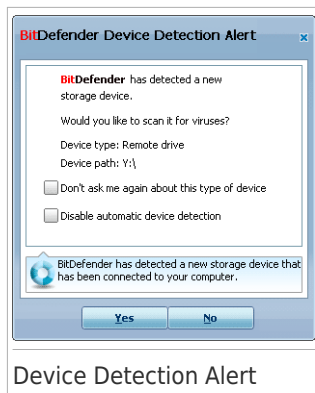 BitDefender Device Detection Alert
x
BitDefender has detected a new
storage device.
Would you like to scan it for viruses?
Device type: Remote drive
Device path: Y:\
Don't ask me again about this type of device
Disable automatic device detection
BitDefender has detected a new storage device that
has been connected to your computer.
Yes
No
Device Detection Alert